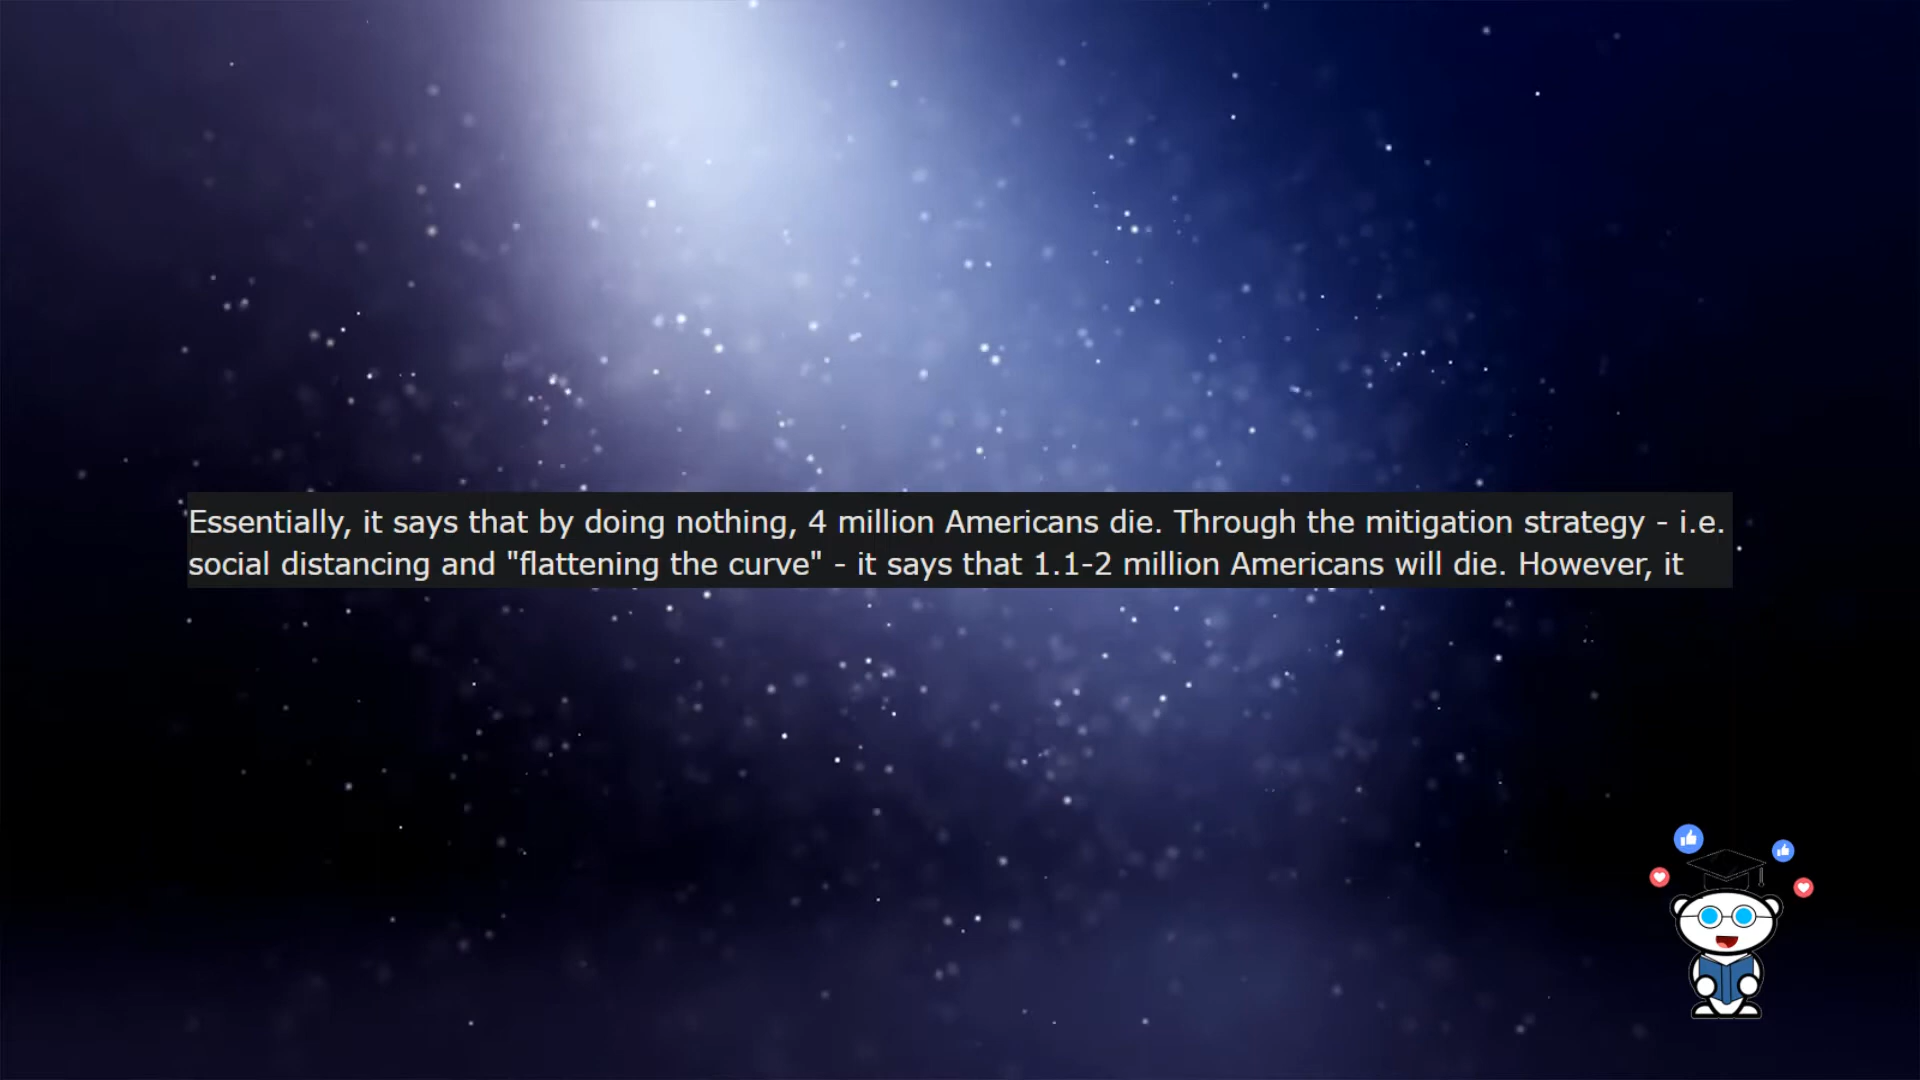 Essentially, it says that by doing nothing, 4 million Americans die. Through the mitigation strategy - i.e.
social distancing and "flattening the curve" - it says that 1.1-2 million Americans will die. However, it